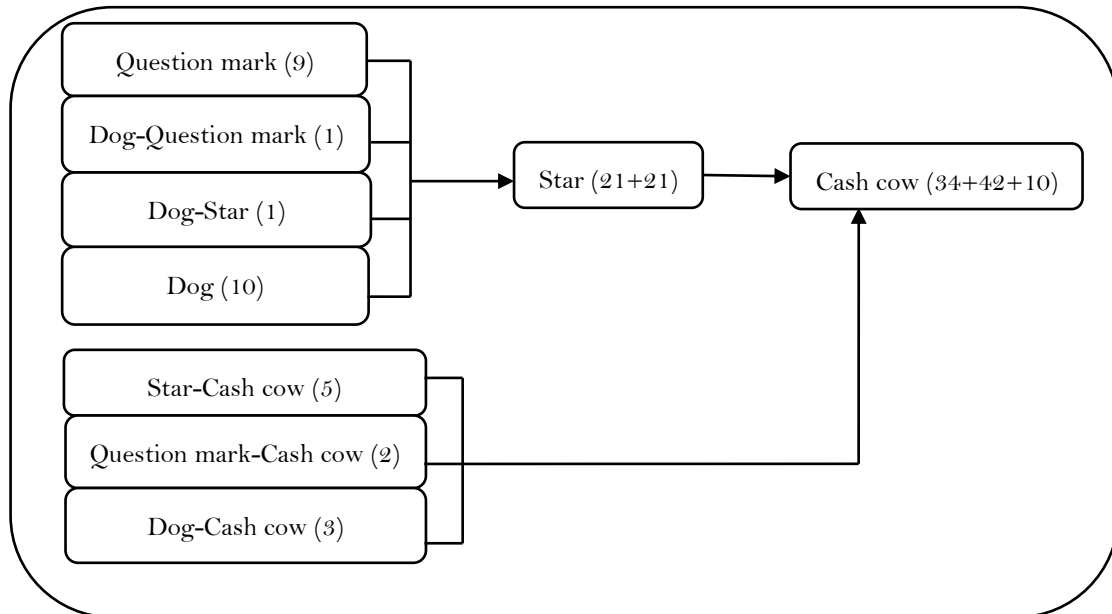 Question mark (9)
Dog-Question mark (1)
Dog-Star (1)
Dog (10)
Star (21+21)
Cash cow (34+42+10)
Star-Cash cow (5)
Question mark-Cash cow (2)
Dog-Cash cow (3)